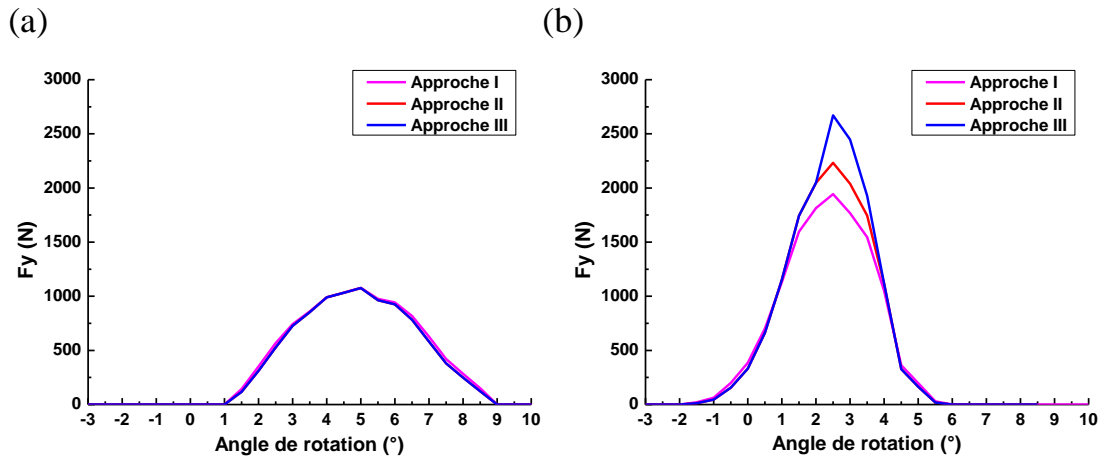 (a)
(b)
Approche I
Approche II
Approche III
3000
2500
2000
1500
1000
500
0
Fy (N)
-3 -2 -1 0 1 2 3 4 5 6 7 8 9 10
Angle de rotation (°)
Approche I
Approche II
Approche III
3000
2500
2000
1500
1000
500
0
Fy (N)
-3 -2 -1 0 1 2 3 4 5 6 7 8 9 10
Angle de rotation (°)